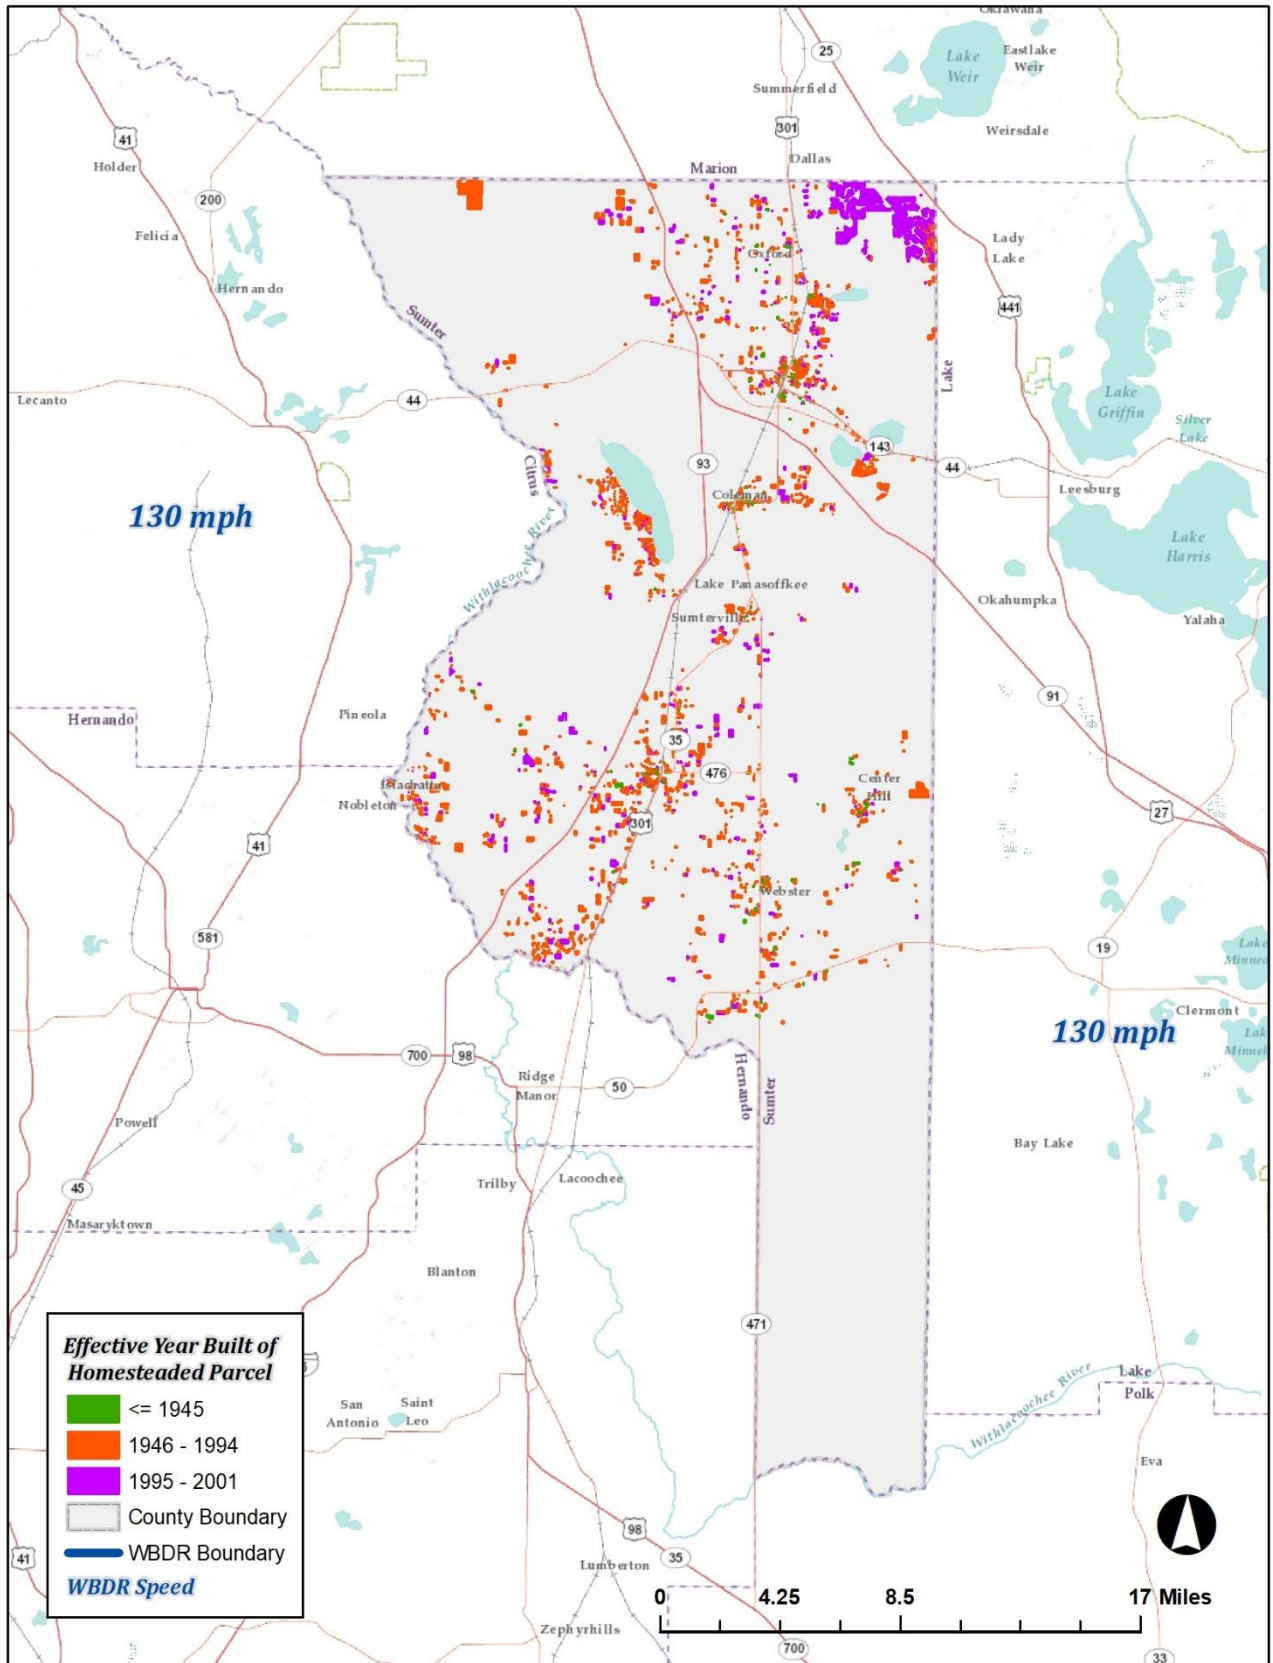 Oklawaha
25
Lake
Weir
Eastlake
Weir
Summerfield
301
Weirsdale
41
Holder
Dallas
Marion
200
Felicia
Lady
Lake
Oxford
Hernando
441
Sumter
Lake
Lecanto
44
Lake
Griffin
Silver
Lake
143
93
44
Citrus
Leesburg
Coleman
130 mph
Withlacoochee River
Lake
Harris
Lake Panasoffkee
Okahumpka
Sumterville
Yalaha
91
Hernando
Pineola
35
476
Center
Hill
Istachatta
Nobleton
301
27
41
Webster
581
19
Lake
Clermont
130 mph
700
98
Ridge
Manor
50
Hernando
Sumter
Powell
Bay Lake
Trilby
Lacoochee
45
Masaryktown
Blanton
471
Effective Year Built of
Homesteaded Parcel
<= 1945
1946 - 1994
1995 - 2001
County Boundary
WBDR Boundary
WBDR Speed
San
Antonio
Saint
Leo
Lake
Polk
Withlacoochee River
Eva
41
98
35
Lumberton
0 4.25 8.5 17 Miles
Zephyrhills
700
33